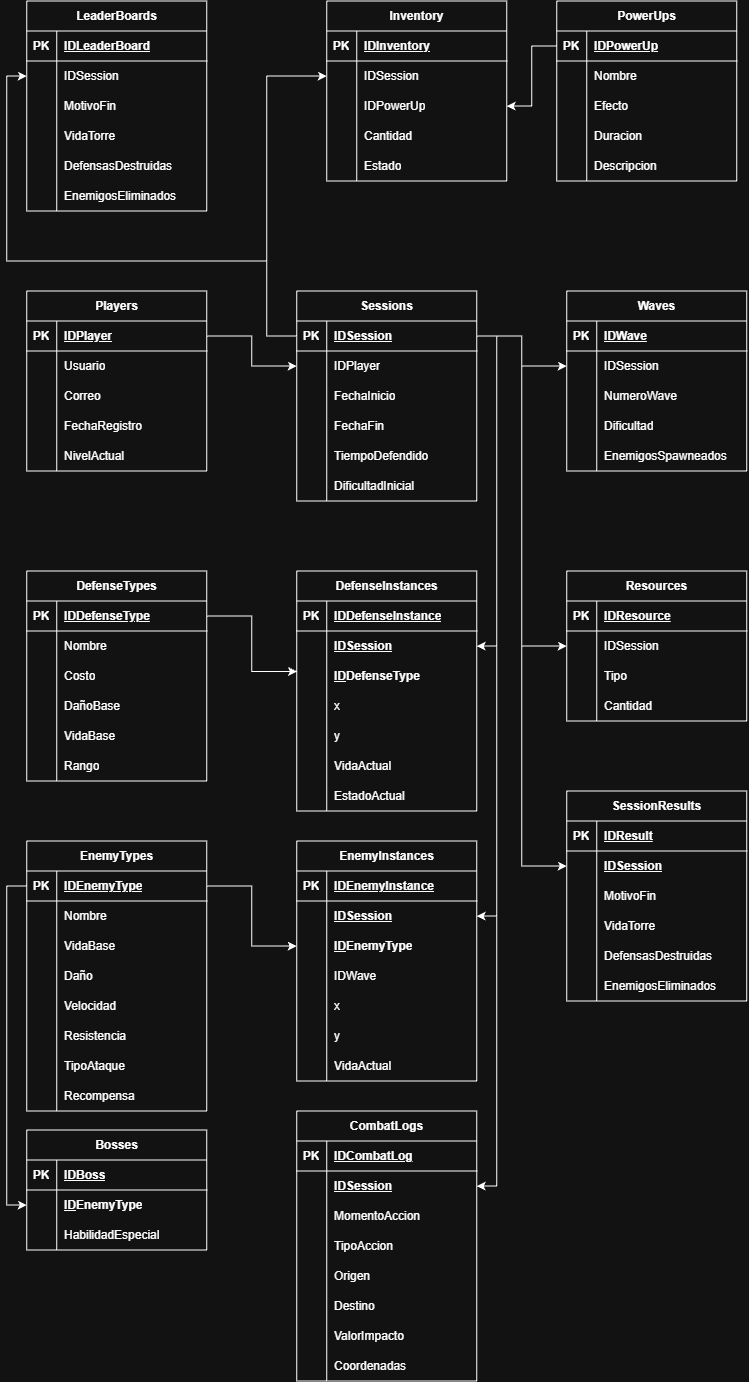 LeaderBoards
PK IDLeaderBoard
IDSession
MotivoFin
VidaTorre
DefensasDestruidas
EnemigosEliminados
Inventory
PK IDInventory
IDSession
IDPowerUp
Cantidad
Estado
PowerUps
PK IDPowerUp
Nombre
Efecto
Duracion
Descripcion
Players
PK IDPlayer
Usuario
Correo
FechaRegistro
NivelActual
Sessions
PK IDSession
IDPlayer
FechaInicio
FechaFin
TiempoDefendido
DificultadInicial
Waves
PK IDWave
IDSession
NumeroWave
Dificultad
EnemigosSpawneados
DefenseTypes
PK IDDefenseType
Nombre
Costo
DañoBase
VidaBase
Rango
DefenseInstances
PK IDDefenseInstance
IDSession
IDDefenseType
x
y
VidaActual
EstadoActual
Resources
PK IDResource
IDSession
Tipo
Cantidad
SessionResults
PK IDResult
IDSession
MotivoFin
VidaTorre
DefensasDestruidas
EnemigosEliminados
EnemyTypes
PK IDEnemyType
Nombre
VidaBase
Daño
Velocidad
Resistencia
TipoAtaque
Recompensa
EnemyInstances
PK IDEnemyInstance
IDSession
IDEnemyType
IDWave
x
y
VidaActual
Bosses
PK IDBoss
IDEnemyType
HabilidadEspecial
CombatLogs
PK IDCombatLog
IDSession
MomentoAccion
TipoAccion
Origen
Destino
ValorImpacto
Coordenadas